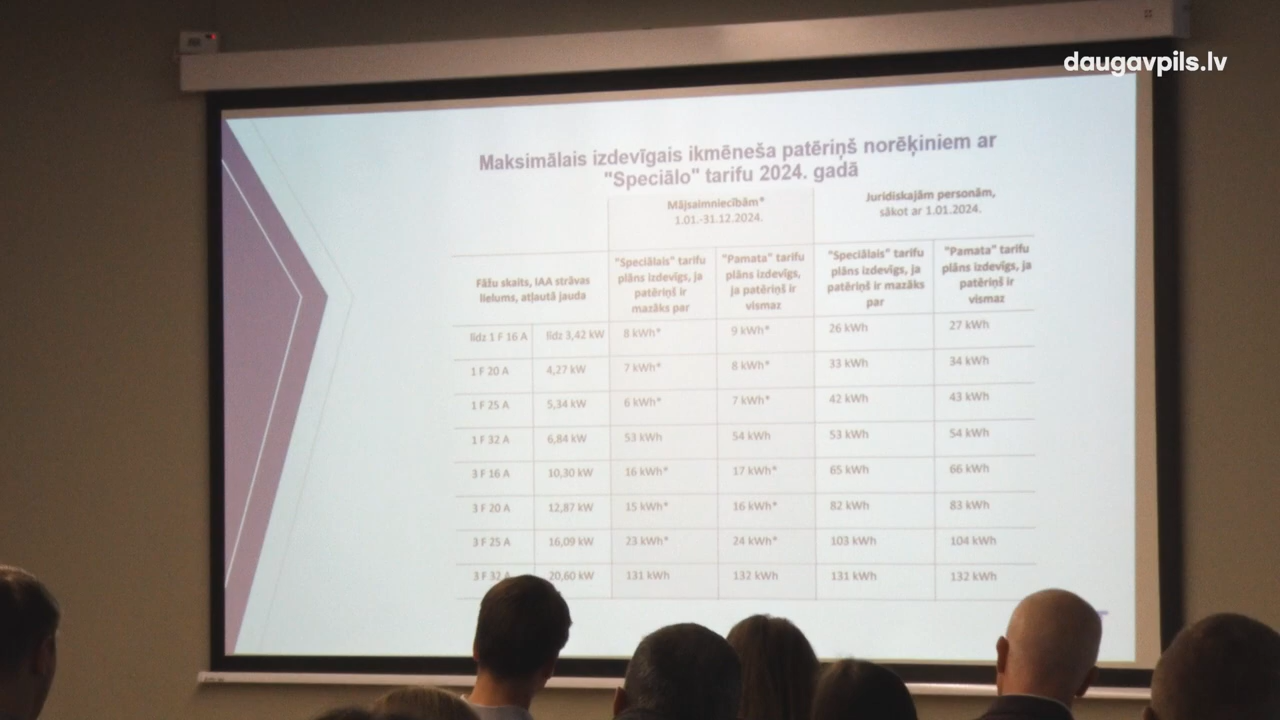 daugavpils.lv
Maksimālais izdevīgais ikmēneša patēriņš norēķiniem ar
"Speciālo" tarifu 2024. gadā
Mājsaimniecībām*
1.01.-31.12.2024.
Juridiskajām personām,
sākot ar 1.01.2024.
Fāžu skaits, IAA strāvas
lielums, atļautā jauda
"Speciālais" tarifu
plāns izdevīgs, ja
patēriņš ir
mazāks par
"Pamata" tarifu
plāns izdevīgs,
ja patēriņš ir
vismaz
"Speciālais" tarifu
plāns izdevīgs, ja
patēriņš ir mazāks
par
"Pamata" tarifu
plāns izdevīgs, ja
patēriņš ir
vismaz
līdz 1 F 16 A līdz 3,42 kW 8 kWh* 9 kWh* 26 kWh 27 kWh
1 F 20 A 4,27 kW 7 kWh* 8 kWh* 33 kWh 34 kWh
1 F 25 A 5,34 kW 6 kWh* 7 kWh* 42 kWh 43 kWh
1 F 32 A 6,84 kW 53 kWh 54 kWh 53 kWh 54 kWh
3 F 16 A 10,30 kW 16 kWh* 17 kWh* 65 kWh 66 kWh
3 F 20 A 12,87 kW 15 kWh* 16 kWh* 82 kWh 83 kWh
3 F 25 A 16,09 kW 23 kWh* 24 kWh* 103 kWh 104 kWh
3 F 32 A 20,60 kW 131 kWh 132 kWh 131 kWh 132 kWh